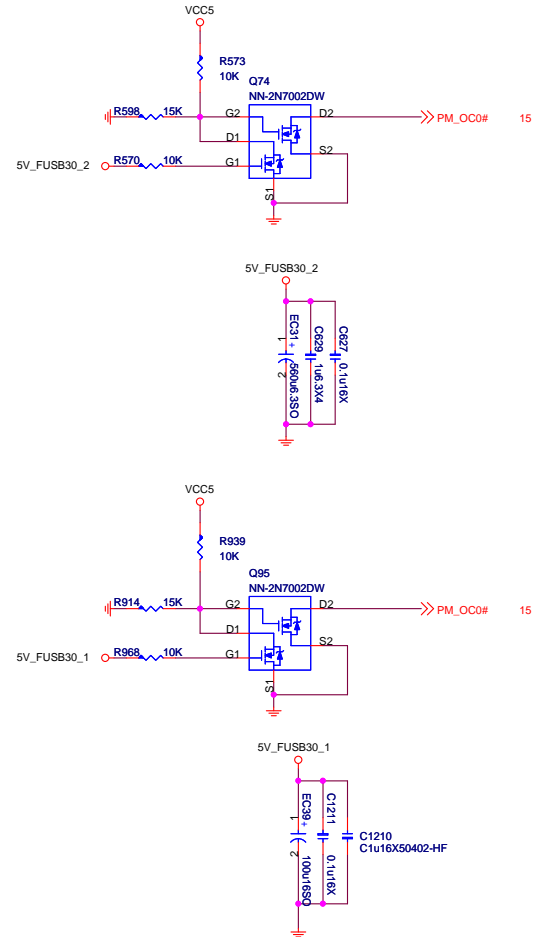 VCC5
R573
10K
Q74
NN-2N7002DW
R598 15K G2 D2 PM_OC0# 15
D1
5V_FUSB30_2 R570 10K G1 S2
S1
5V_FUSB30_2
1 + 2 EC31 560u6.3SO
C629 1u6.3X4
C627 0.1u16X
VCC5
R939
10K
Q95
NN-2N7002DW
R914 15K G2 D2 PM_OC0# 15
D1
5V_FUSB30_1 R968 10K G1 S2
S1
5V_FUSB30_1
1 + 2 EC39 100u16SO
C1211 0.1u16X
C1210
C1u16X50402-HF